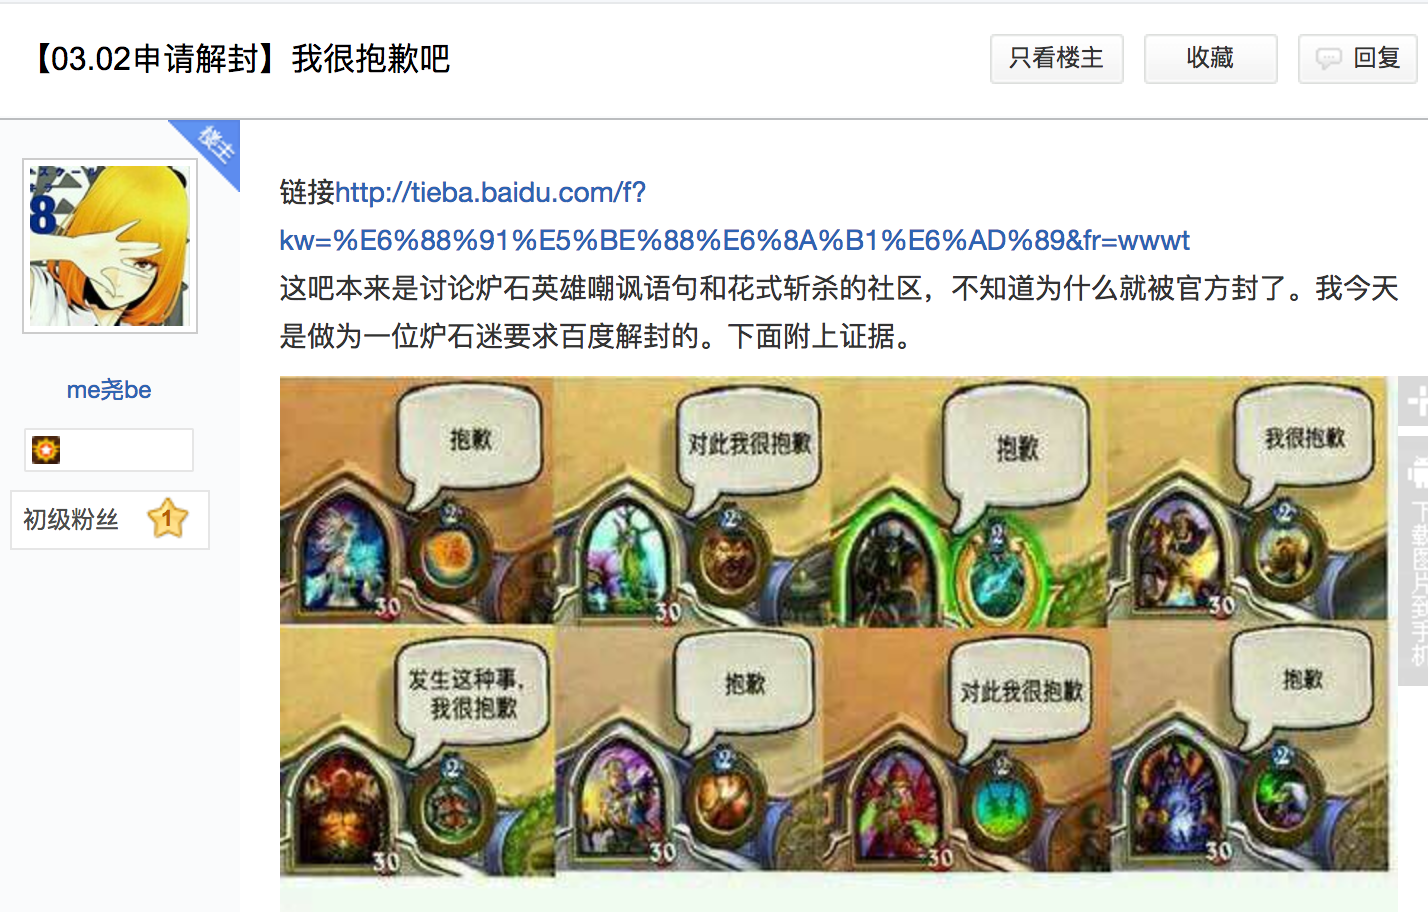 【03.02申请解封】我很抱歉吧
只看楼主
收藏
回复
楼主
スケール
8
me尧be
初级粉丝 1
链接http://tieba.baidu.com/f?
kw=%E6%88%91%E5%BE%88%E6%8A%B1%E6%AD%89&fr=wwwt
这吧本来是讨论炉石英雄嘲讽语句和花式斩杀的社区，不知道为什么就被官方封了。我今天
是做为一位炉石迷要求百度解封的。下面附上证据。
抱歉
2
30
对此我很抱歉
2
30
抱歉
2
我很抱歉
2
30
发生这种事，
我很抱歉
2
30
抱歉
2
30
对此我很抱歉
2
30
抱歉
2
30
下载图片到手机